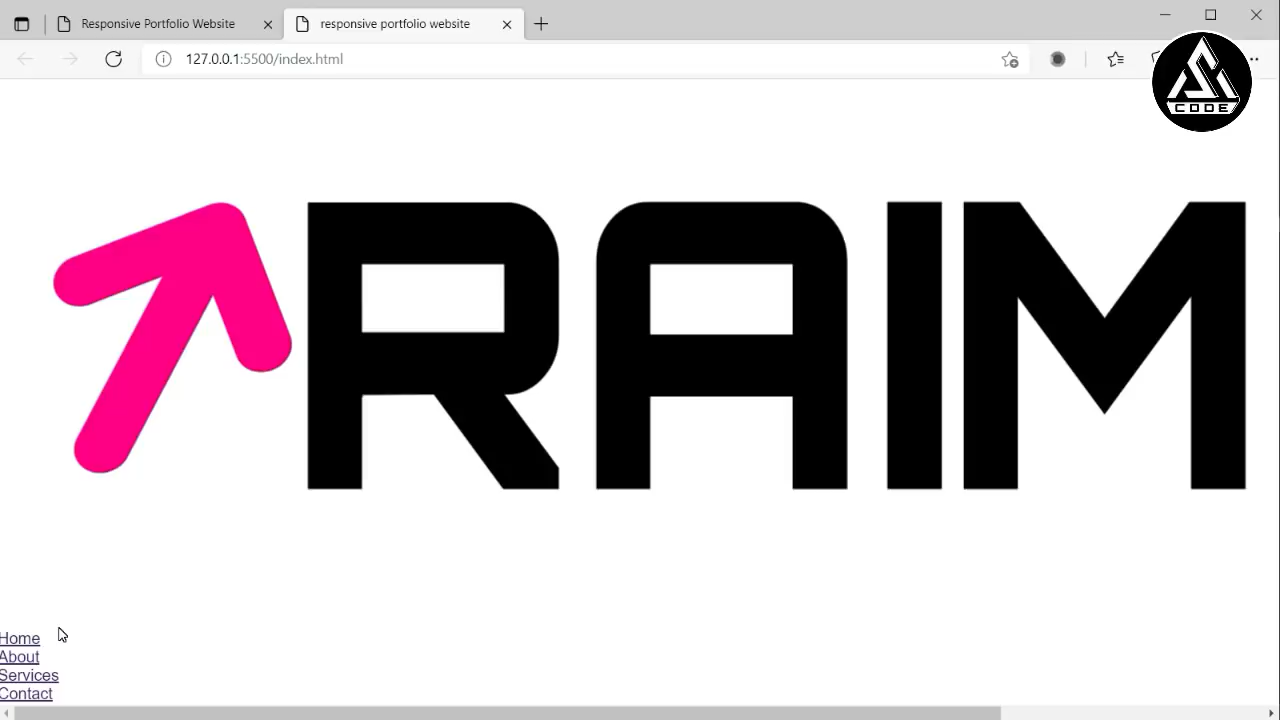 Responsive Portfolio Website
responsive portfolio website
127.0.0.1:5500/index.html
CODE
RAIM
Home
About
Services
Contact